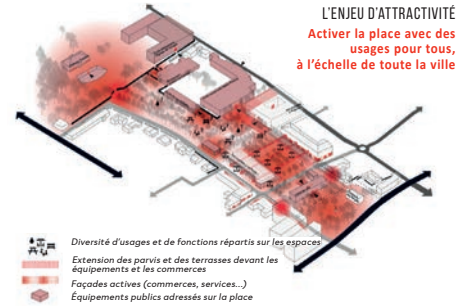 L'ENJEU D'ATTRACTIVITÉ
Activer la place avec des
usages pour tous,
à l'échelle de toute la ville
Diversité d'usages et de fonctions répartis sur les espaces
Extension des parvis et des terrasses devant les
équipements et les commerces
Façades actives (commerces, services...)
Équipements publics adressés sur la place